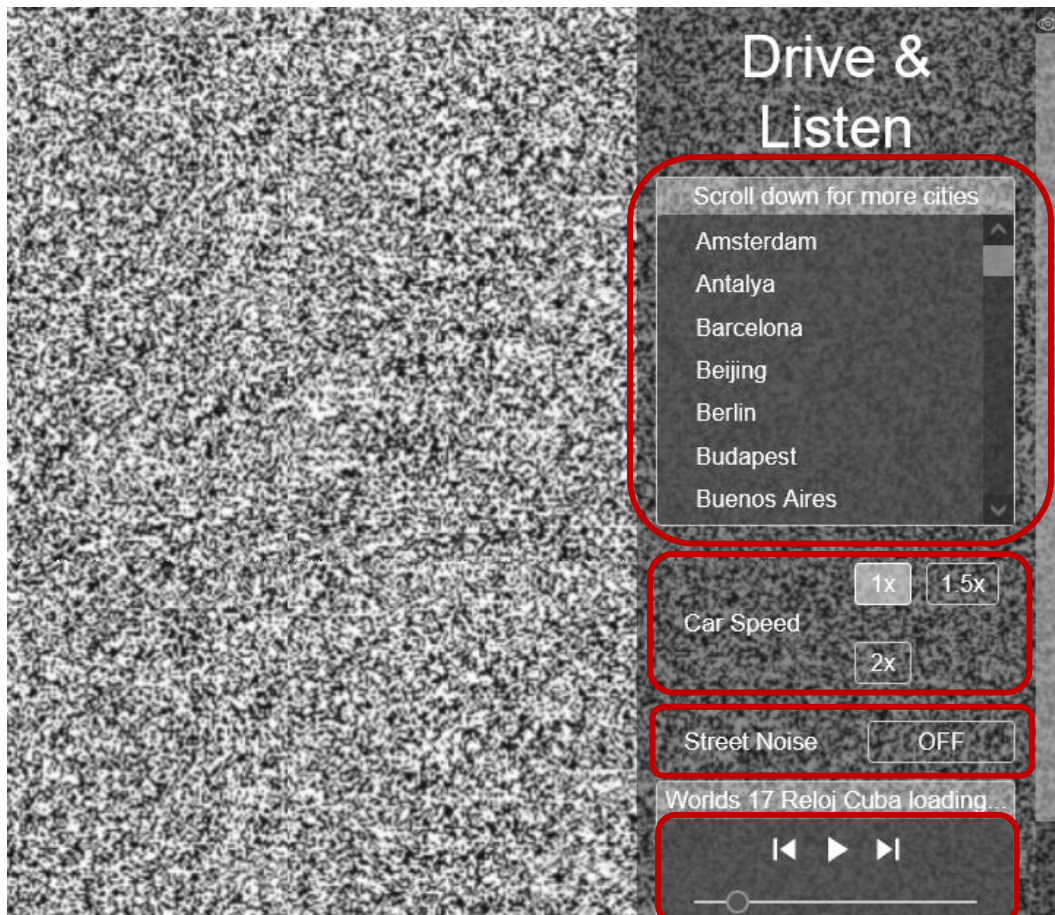 Drive &
Listen
Scroll down for more cities
Amsterdam
Antalya
Barcelona
Beijing
Berlin
Budapest
Buenos Aires
1x 1.5x
Car Speed
2x
Street Noise OFF
Worlds 17 Reloj Cuba loading...